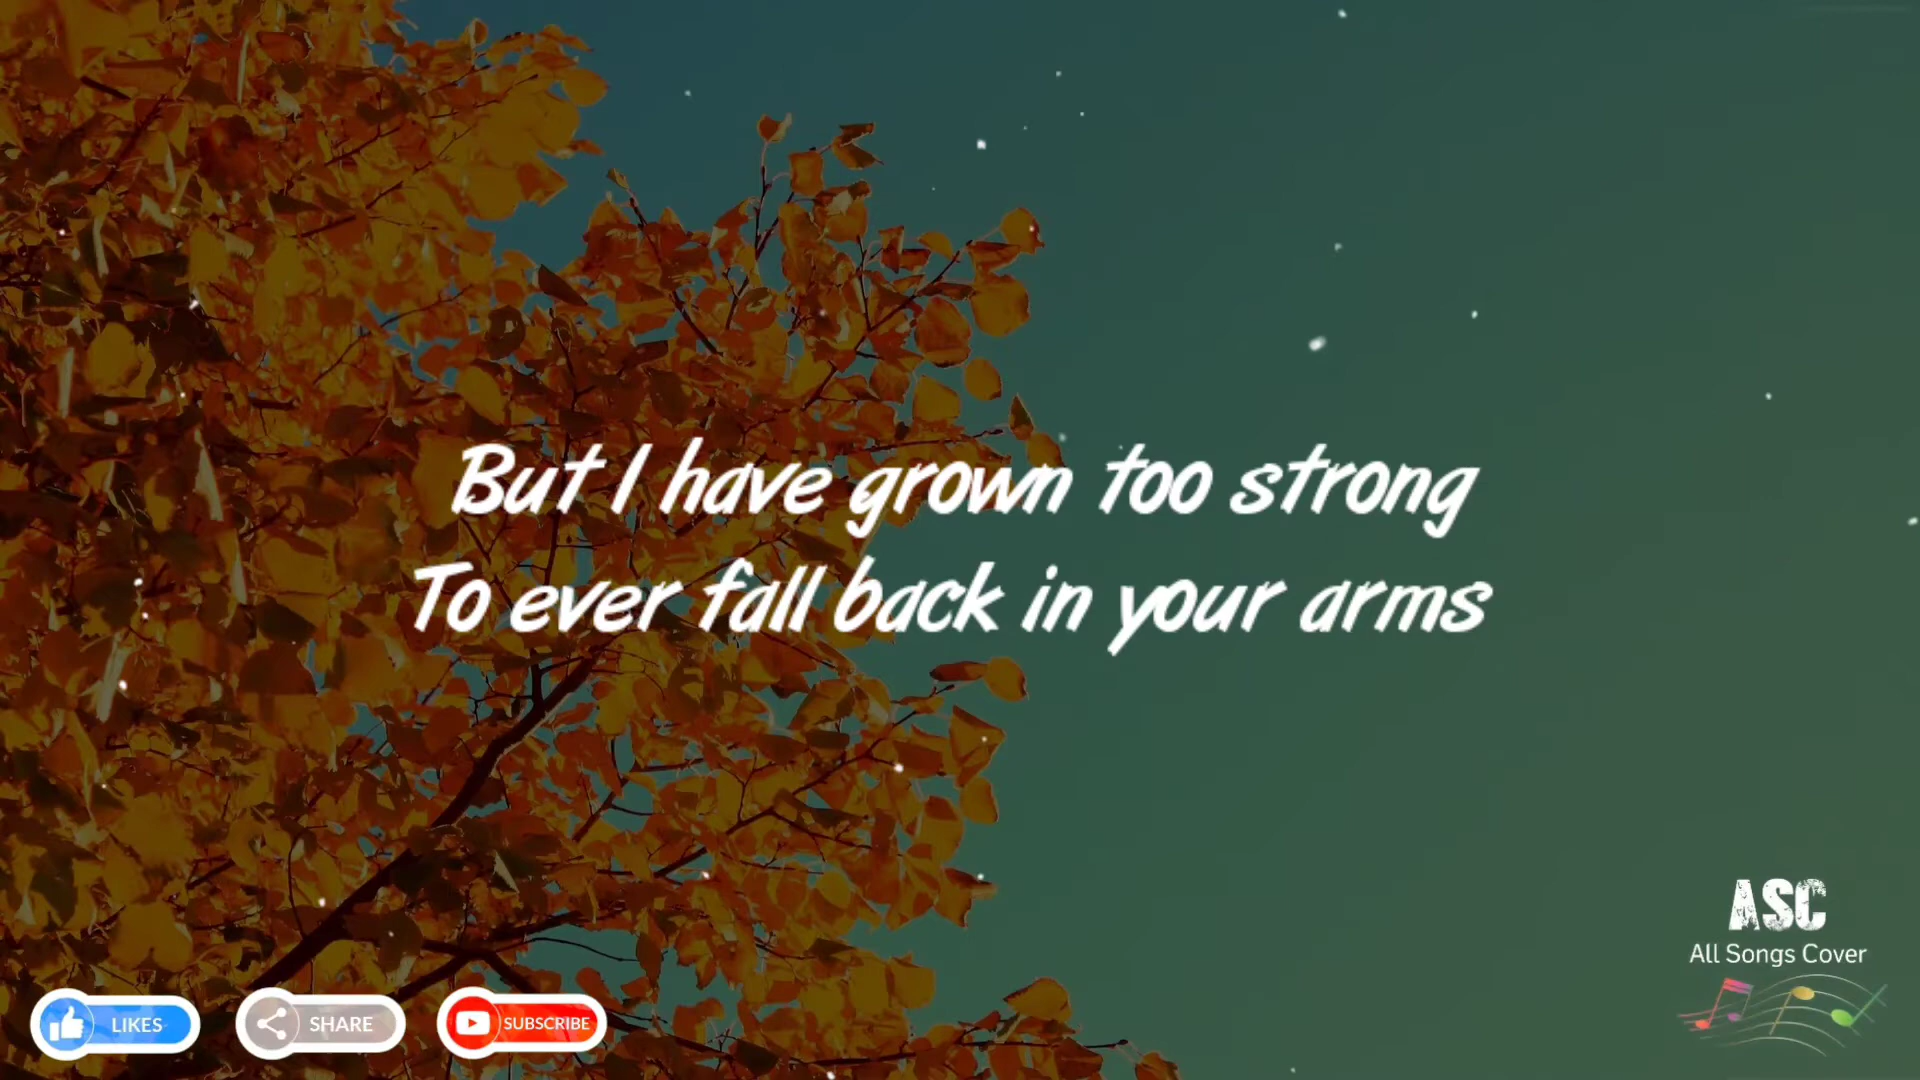 But I have grown too strong
To ever fall back in your arms
ASC
All Songs Cover
LIKES
SHARE
SUBSCRIBE